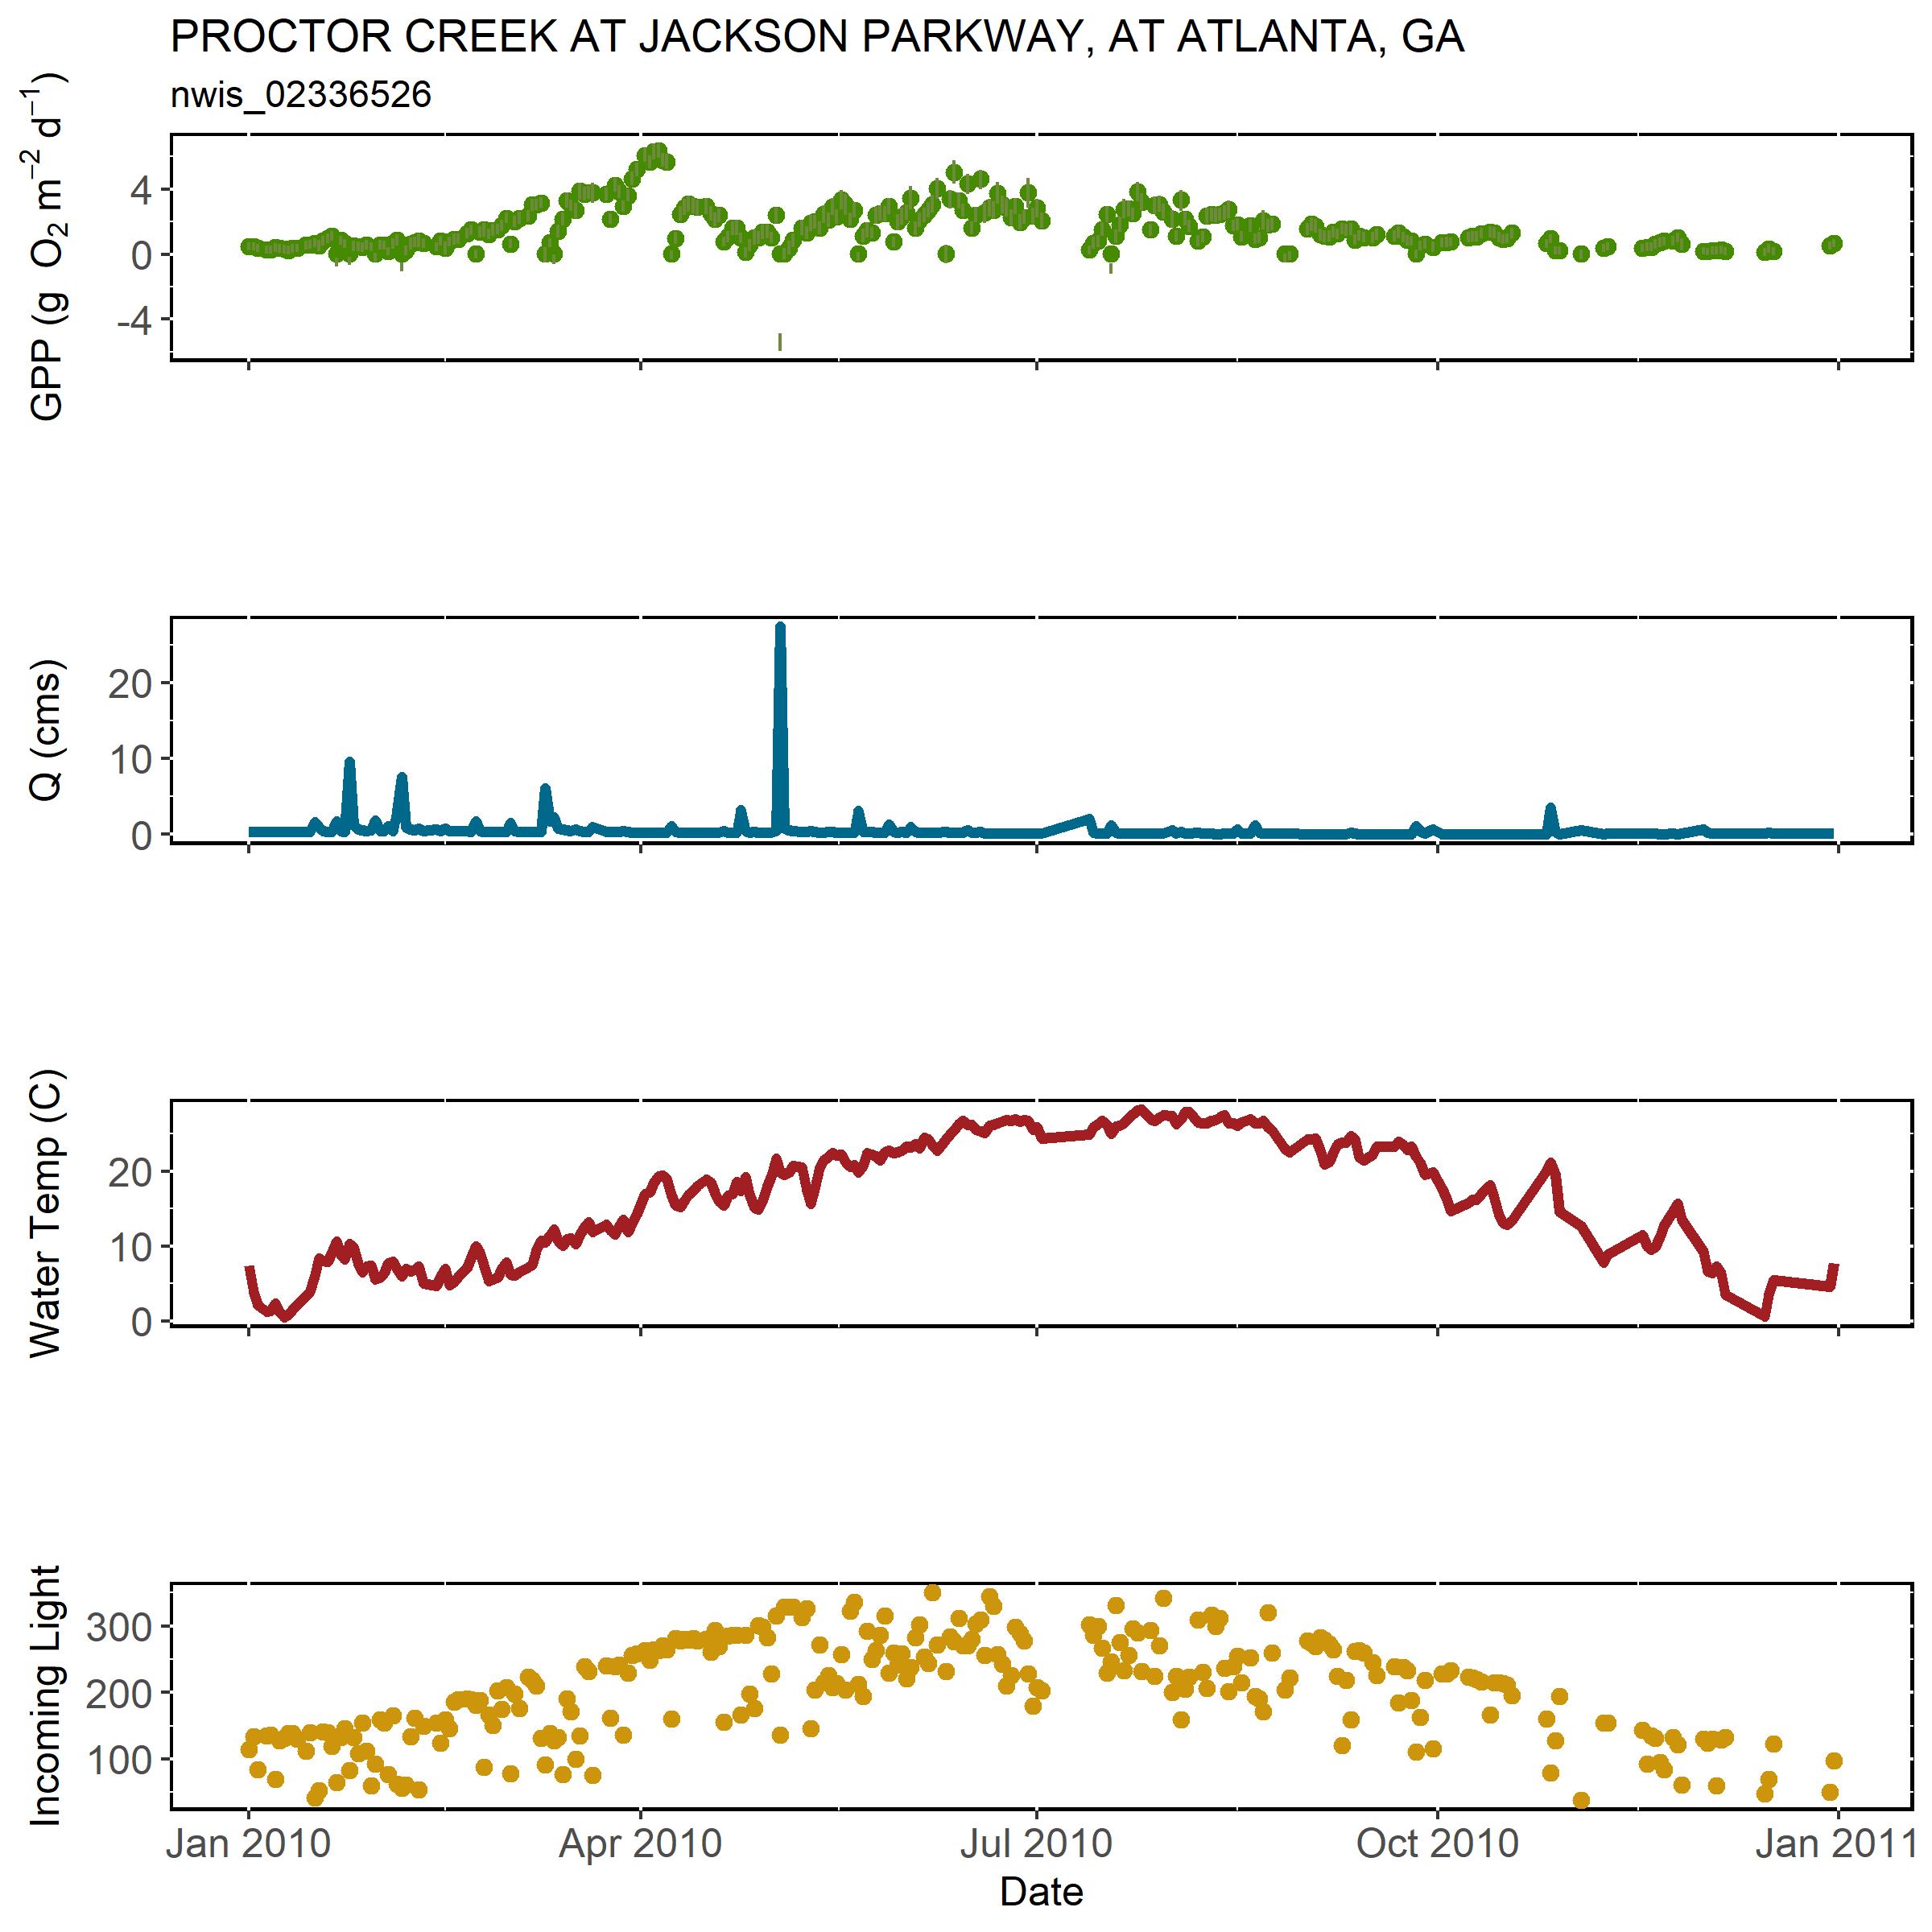 PROCTOR CREEK AT JACKSON PARKWAY, AT ATLANTA, GA
nwis_02336526
GPP (g O₂ m⁻² d⁻¹)
4
0
-4
Q (cms)
20
10
0
Water Temp (C)
20
10
0
Incoming Light
300
200
100
Jan 2010 Apr 2010 Jul 2010 Oct 2010 Jan 2011
Date